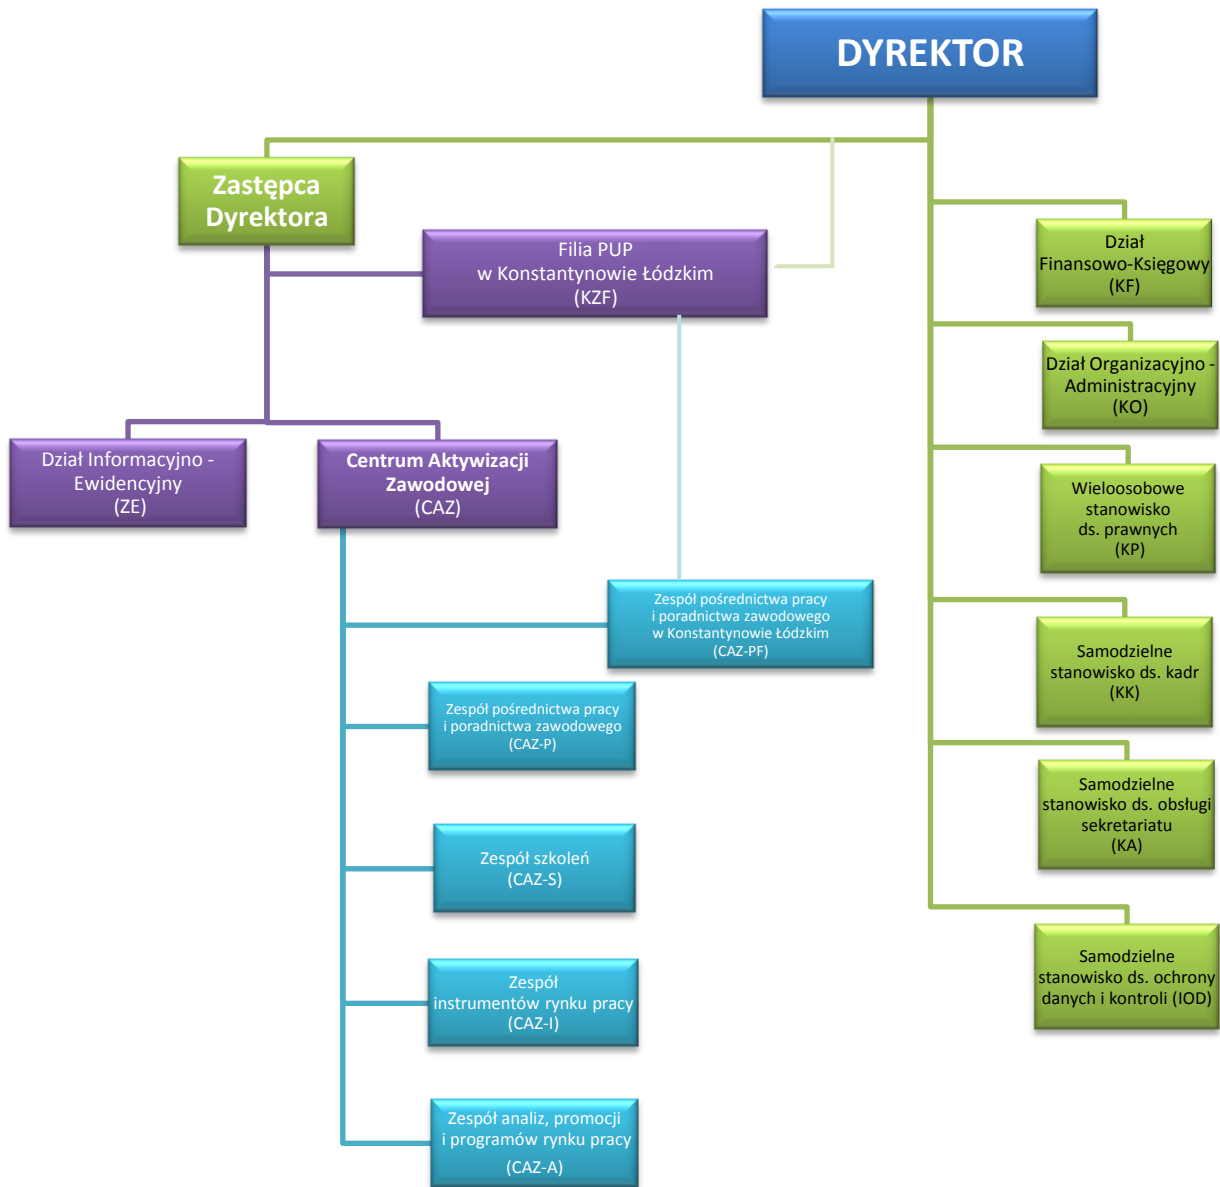 DYREKTOR
Zastępca
Dyrektora
Filia PUP
w Konstantynowie Łódzkim
(KZF)
Dział
Finansowo-Księgowy
(KF)
Dział Organizacyjno -
Administracyjny
(KO)
Dział Informacyjno -
Ewidencyjny
(ZE)
Centrum Aktywizacji
Zawodowej
(CAZ)
Wieloosobowe
stanowisko
ds. prawnych
(KP)
Zespół pośrednictwa pracy
i poradnictwa zawodowego
w Konstantynowie Łódzkim
(CAZ-PF)
Samodzielne
stanowisko ds. kadr
(KK)
Zespół pośrednictwa pracy
i poradnictwa zawodowego
(CAZ-P)
Samodzielne
stanowisko ds. obsługi
sekretariatu
(KA)
Zespół szkoleń
(CAZ-S)
Samodzielne
stanowisko ds. ochrony
danych i kontroli (IOD)
Zespół
instrumentów rynku pracy
(CAZ-I)
Zespół analiz, promocji
i programów rynku pracy
(CAZ-A)